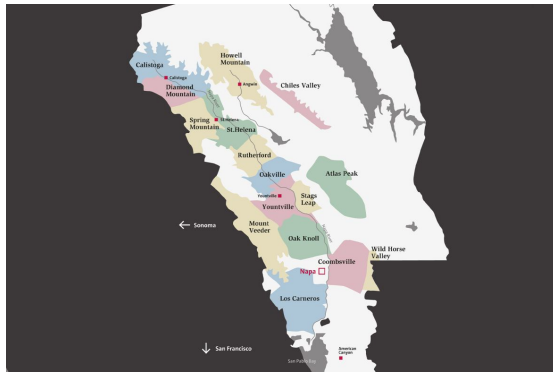 Howell
Mountain
Calistoga
Calistoga
Angwin
Chiles Valley
Diamond
Mountain
Spring
Mountain
St. Helena
St.Helena
Rutherford
Oakville
Atlas Peak
Yountville
Stags
Leap
Yountville
Mount
Veeder
Sonoma
Oak Knoll
Wild Horse
Valley
Coombsville
Napa
Los Carneros
San Francisco
American
Canyon
San Pablo Bay